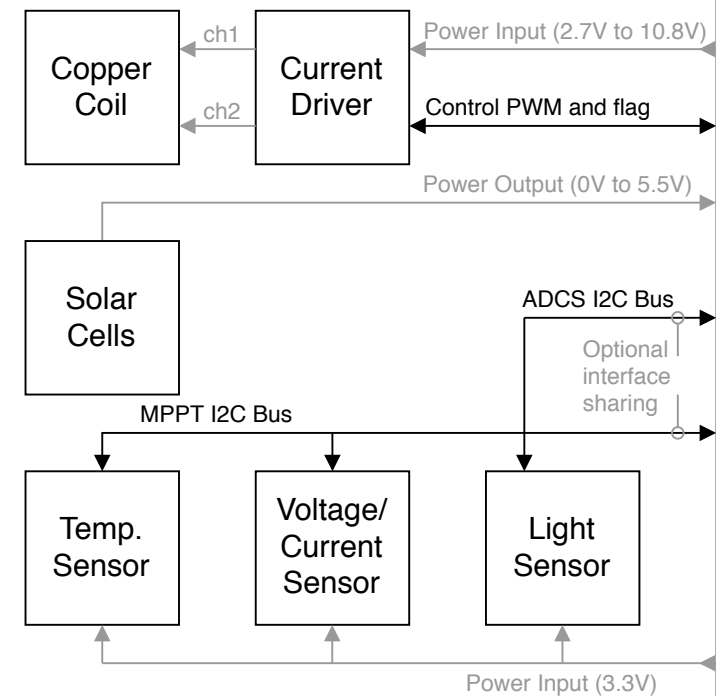 ch1
Power Input (2.7V to 10.8V)
Copper
Coil
Current
Driver
Control PWM and flag
ch2
Power Output (0V to 5.5V)
Solar
Cells
ADCS I2C Bus
Optional
interface
sharing
MPPT I2C Bus
Temp.
Sensor
Voltage/
Current
Sensor
Light
Sensor
Power Input (3.3V)